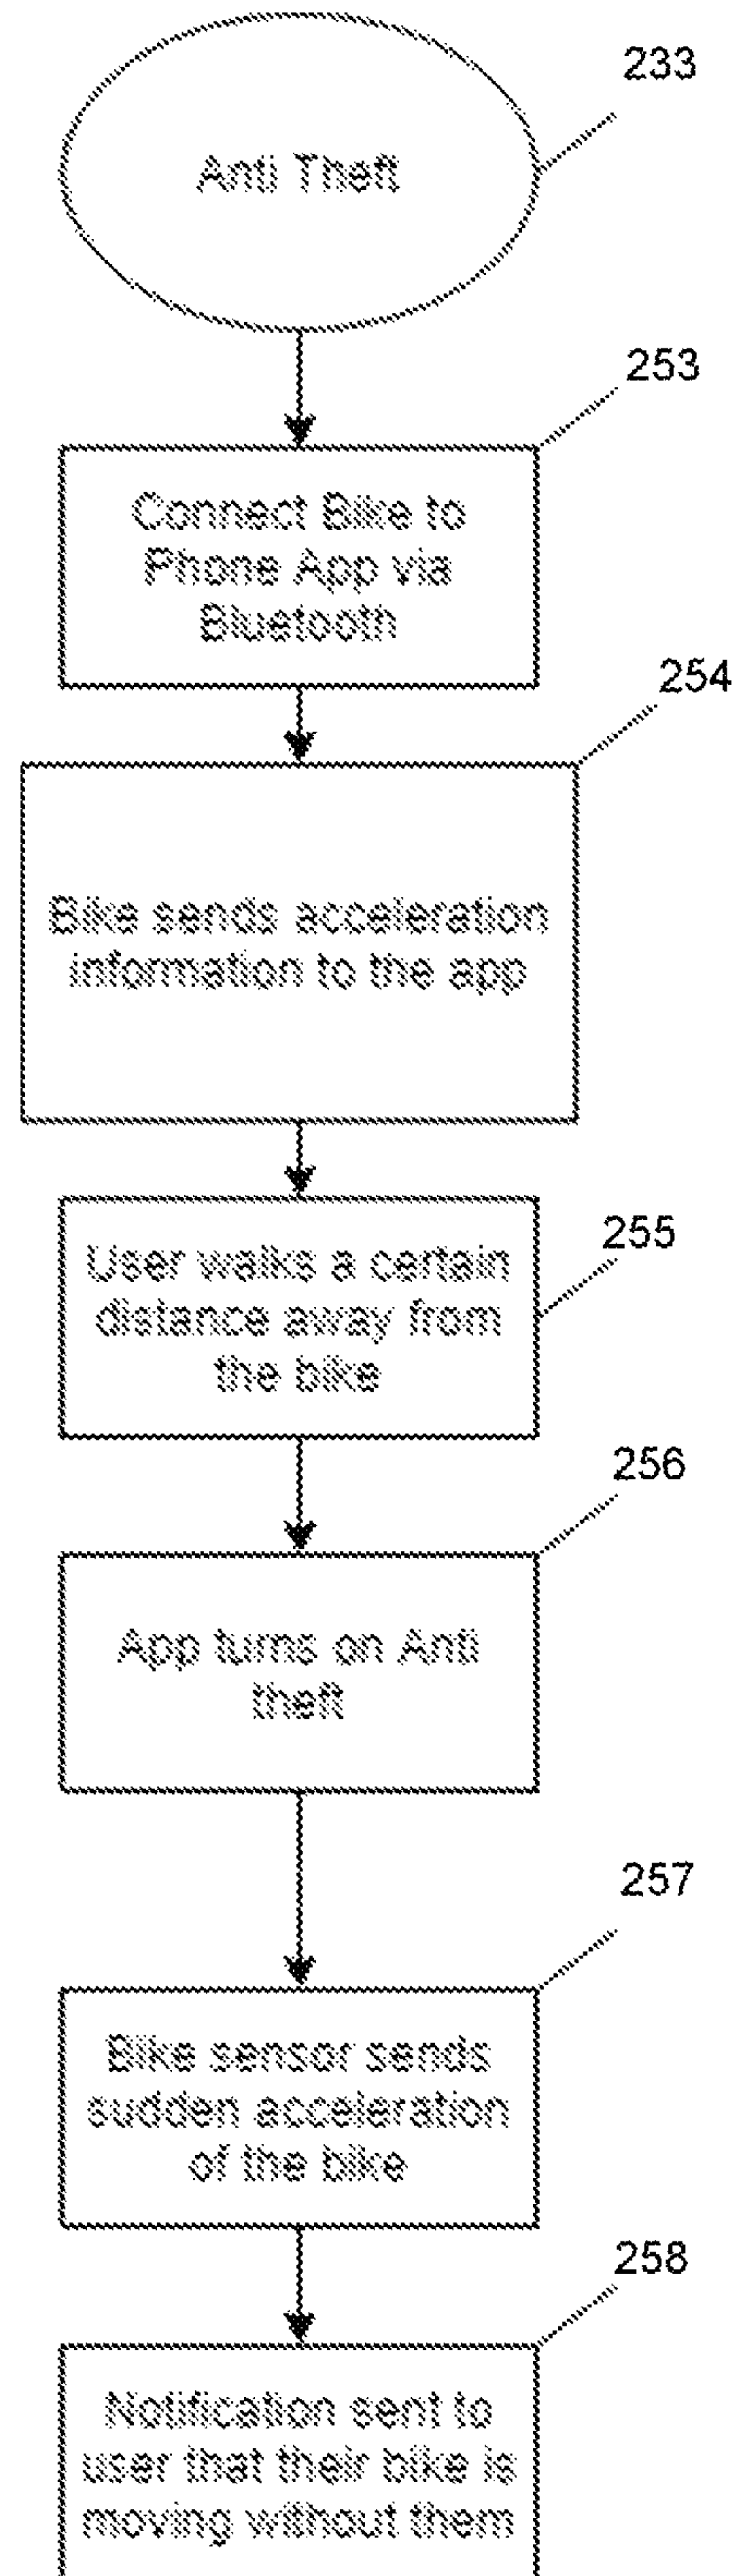 233
Anti Theft
253
Connect Bike to
Phone App via
Bluetooth
254
Bike sends acceleration
information to the app
255
User walks a certain
distance away from
the bike
256
App turns on Anti
theft
257
Bike sensor sends
sudden acceleration
of the bike
258
Notification sent to
user that their bike is
moving without them